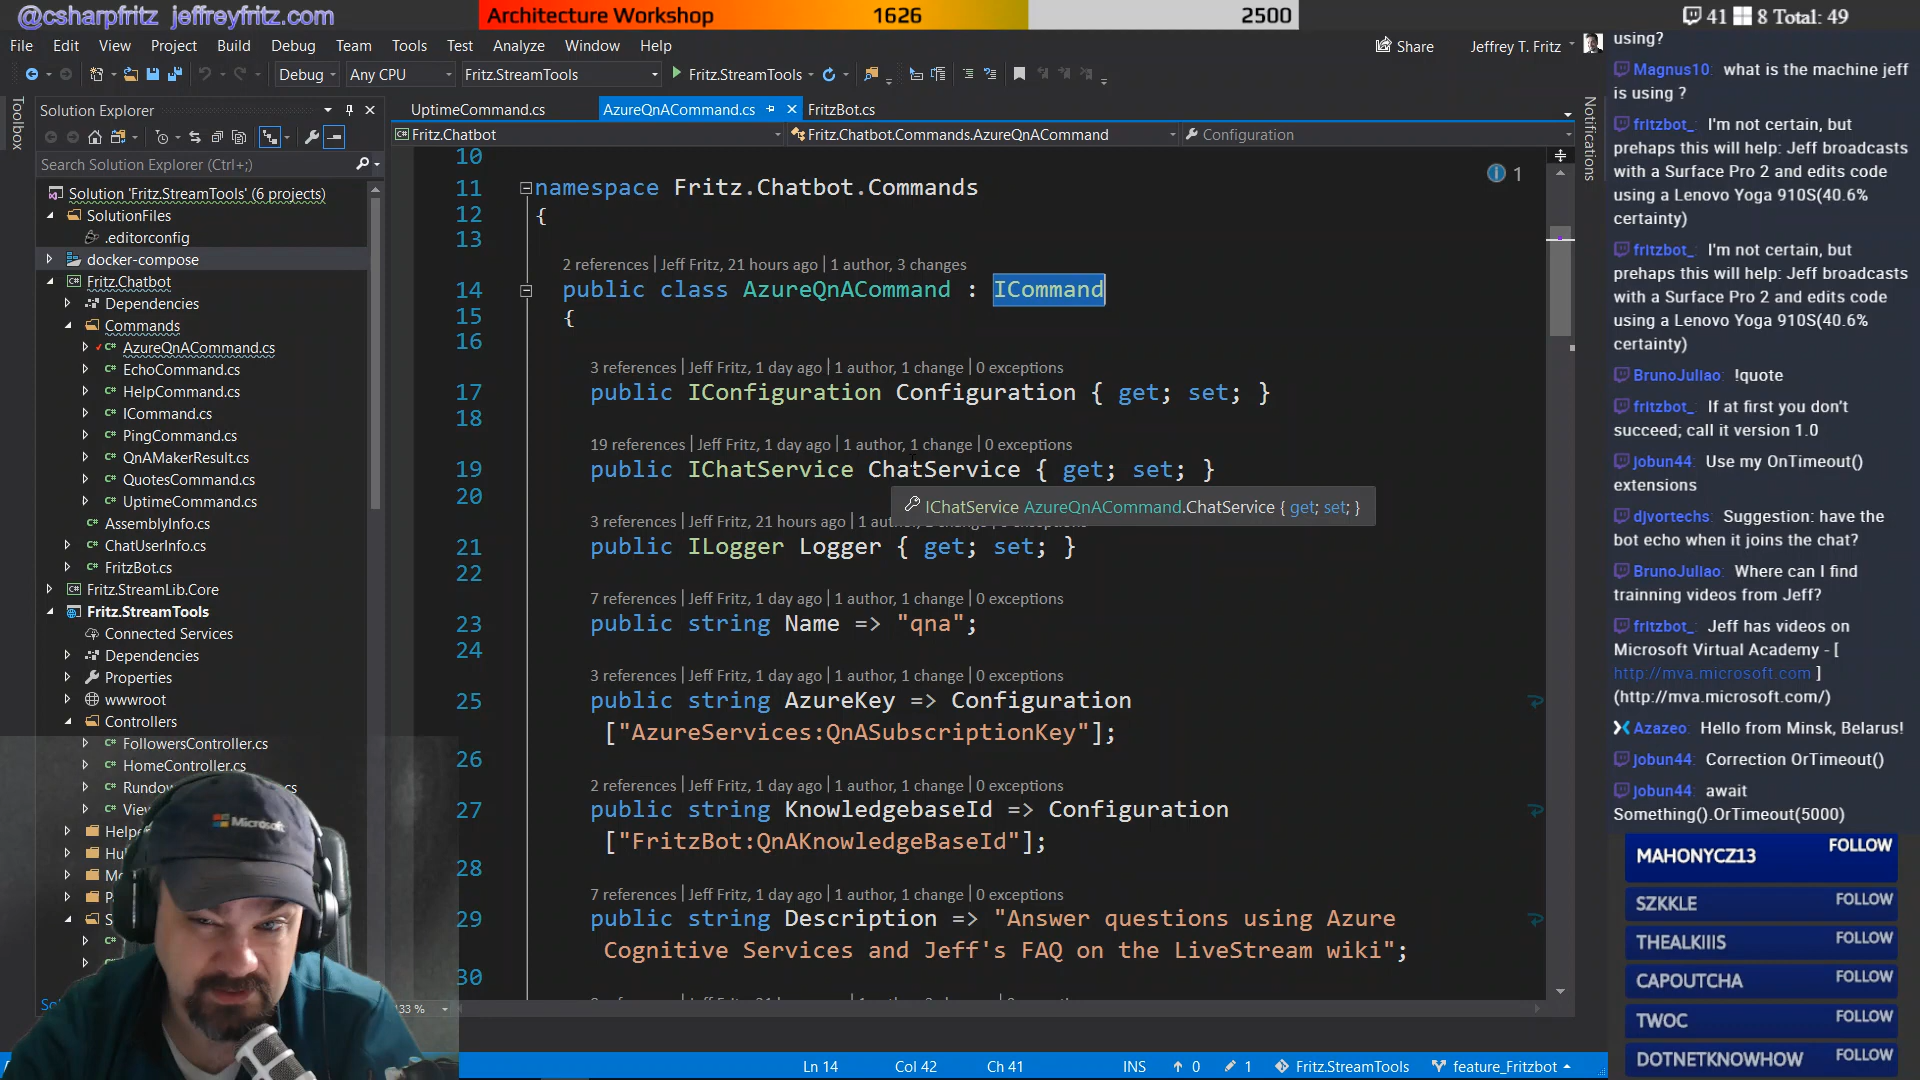 @csharpfritz jeffreyfritz.com
Architecture Workshop 1626 2500
41 8 Total: 49
File Edit View Project Build Debug Team Tools Test Analyze Window Help
Share Jeffrey T. Fritz
Debug Any CPU Fritz.StreamTools Fritz.StreamTools
Toolbox
Solution Explorer
Search Solution Explorer (Ctrl+;)
Solution 'Fritz.StreamTools' (6 projects)
SolutionFiles
.editorconfig
docker-compose
Fritz.Chatbot
Dependencies
Commands
AzureQnACommand.cs
EchoCommand.cs
HelpCommand.cs
ICommand.cs
PingCommand.cs
QnAMakerResult.cs
QuotesCommand.cs
UptimeCommand.cs
AssemblyInfo.cs
ChatUserInfo.cs
FritzBot.cs
Fritz.StreamLib.Core
Fritz.StreamTools
Connected Services
Dependencies
Properties
wwwroot
Controllers
FollowersController.cs
HomeController.cs
UptimeCommand.cs AzureQnACommand.cs FritzBot.cs
Fritz.Chatbot Fritz.Chatbot.Commands.AzureQnACommand Configuration
10
11 namespace Fritz.Chatbot.Commands
12 {
13
2 references | Jeff Fritz, 21 hours ago | 1 author, 3 changes
14 public class AzureQnACommand : ICommand
15 {
16
3 references | Jeff Fritz, 1 day ago | 1 author, 1 change | 0 exceptions
17 public IConfiguration Configuration { get; set; }
18
19 references | Jeff Fritz, 1 day ago | 1 author, 1 change | 0 exceptions
19 public IChatService ChatService { get; set; }
20
IChatService AzureQnACommand.ChatService { get; set; }
3 references | Jeff Fritz, 21 hours ago
21 public ILogger Logger { get; set; }
22
7 references | Jeff Fritz, 1 day ago | 1 author, 1 change | 0 exceptions
23 public string Name => "qna";
24
3 references | Jeff Fritz, 1 day ago | 1 author, 1 change | 0 exceptions
25 public string AzureKey => Configuration
["AzureServices:QnASubscriptionKey"];
26
2 references | Jeff Fritz, 1 day ago | 1 author, 1 change | 0 exceptions
27 public string KnowledgebaseId => Configuration
["FritzBot:QnAKnowledgeBaseId"];
28
7 references | Jeff Fritz, 1 day ago | 1 author, 1 change | 0 exceptions
29 public string Description => "Answer questions using Azure
Cognitive Services and Jeff's FAQ on the LiveStream wiki";
30
1
Notifications
33 %
Ln 14 Col 42 Ch 41 INS 0 1 Fritz.StreamTools feature_Fritzbot
Microsoft
using?
Magnus10: what is the machine jeff
is using ?
fritzbot_: I'm not certain, but
prehaps this will help: Jeff broadcasts
with a Surface Pro 2 and edits code
using a Lenovo Yoga 910S(40.6%
certainty)
fritzbot_: I'm not certain, but
prehaps this will help: Jeff broadcasts
with a Surface Pro 2 and edits code
using a Lenovo Yoga 910S(40.6%
certainty)
BrunoJuliao: !quote
fritzbot_: If at first you don't
succeed; call it version 1.0
jobun44: Use my OnTimeout()
extensions
djvortechs: Suggestion: have the
bot echo when it joins the chat?
BrunoJuliao: Where can I find
trainning videos from Jeff?
fritzbot_: Jeff has videos on
Microsoft Virtual Academy - [
http://mva.microsoft.com ]
(http://mva.microsoft.com/)
Azazeo: Hello from Minsk, Belarus!
jobun44: Correction OrTimeout()
jobun44: await
Something().OrTimeout(5000)
MAHONYCZ13 FOLLOW
SZKKLE FOLLOW
THEALKIIIS FOLLOW
CAPOUTCHA FOLLOW
TWOC FOLLOW
DOTNETKNOWHOW FOLLOW